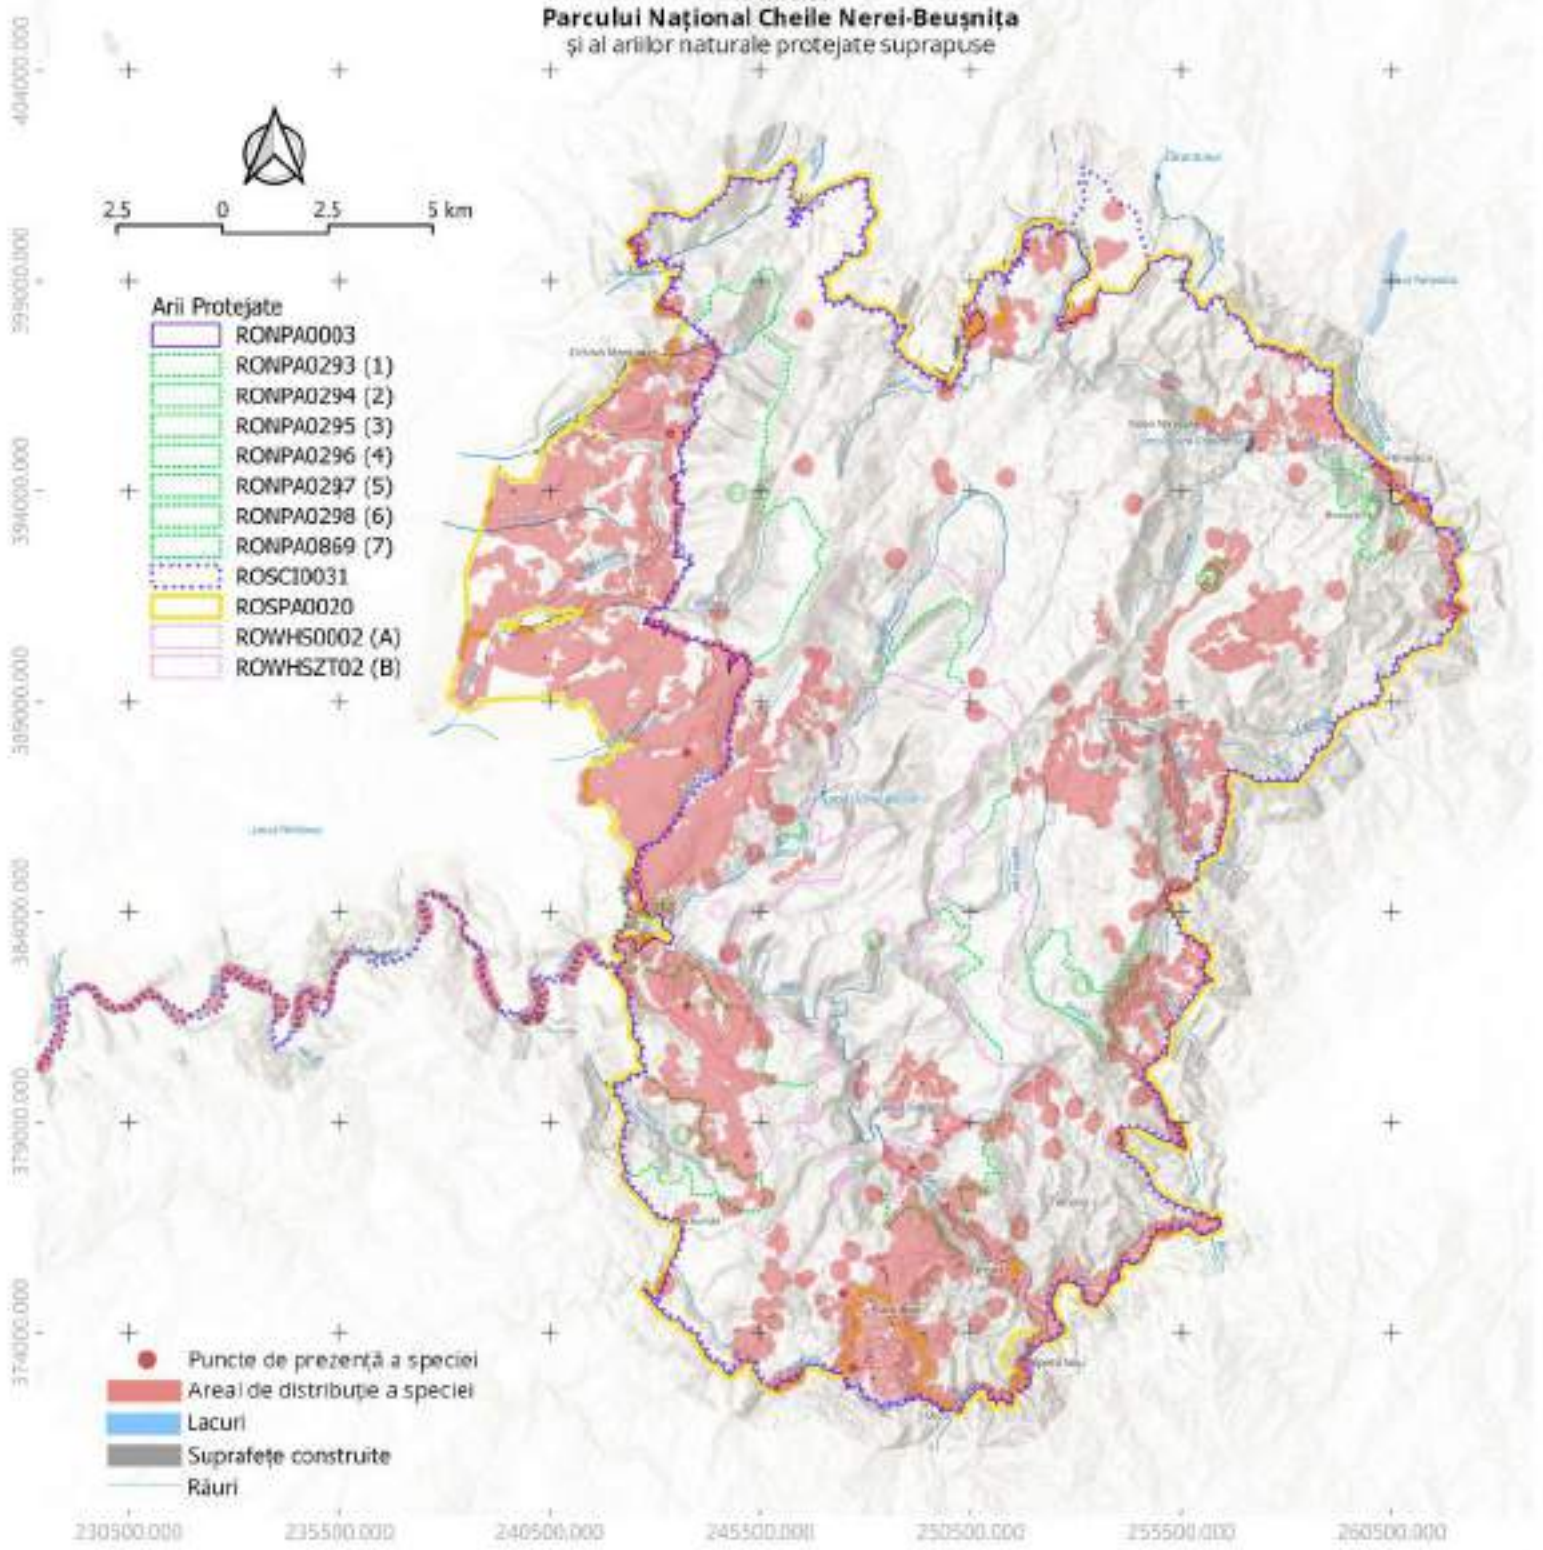 Parcului Național Cheile Nerei-Beușnița
și al ariilor naturale protejate suprapuse
2.5 0 2.5 5 km
Arii Protejate
RONPA0003
RONPA0293 (1)
RONPA0294 (2)
RONPA0295 (3)
RONPA0296 (4)
RONPA0297 (5)
RONPA0298 (6)
RONPA0869 (7)
ROSCI0031
ROSPA0020
ROWHS0002 (A)
ROWHSZT02 (B)
Puncte de prezență a speciei
Areal de distribuție a speciei
Lacuri
Suprafețe construite
Râuri
404000.000
399000.000
394000.000
389000.000
384000.000
379000.000
374000.000
230500.000 235500.000 240500.000 245500.000 250500.000 255500.000 260500.000